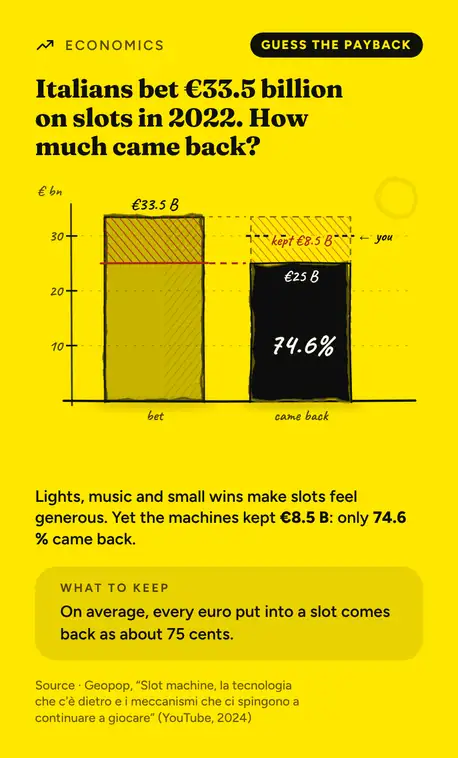 ECONOMICS
GUESS THE PAYBACK
Italians bet €33.5 billion
on slots in 2022. How
much came back?
€ bn
€33.5 B
30
kept €8.5 B
← you
€25 B
20
74.6%
10
bet
came back
Lights, music and small wins make slots feel
generous. Yet the machines kept €8.5 B: only 74.6
% came back.
WHAT TO KEEP
On average, every euro put into a slot comes
back as about 75 cents.
Source · Geopop, “Slot machine, la tecnologia
che c'è dietro e i meccanismi che ci spingono a
continuare a giocare” (YouTube, 2024)